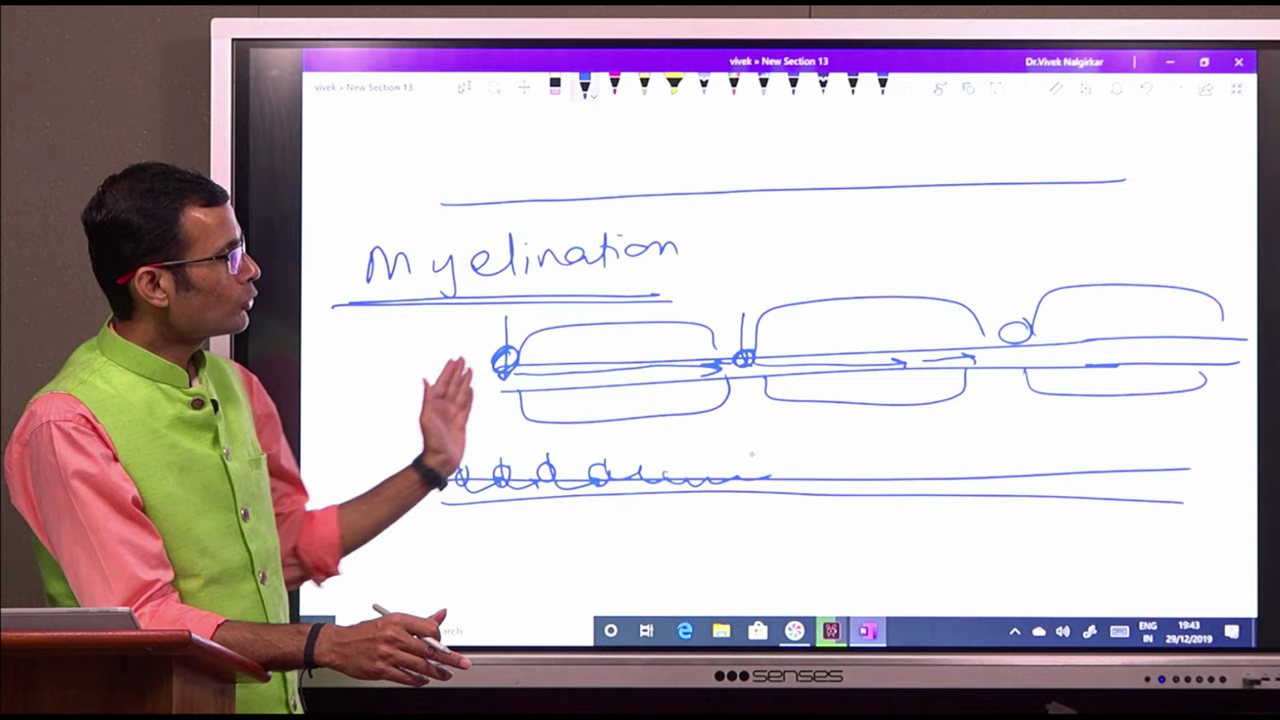 vivek » New Section 13
Dr.Vivek Nalgirkar
vivek » New Section 13
Myelination
arch
ENG
IN
19:43
29/12/2019
senses